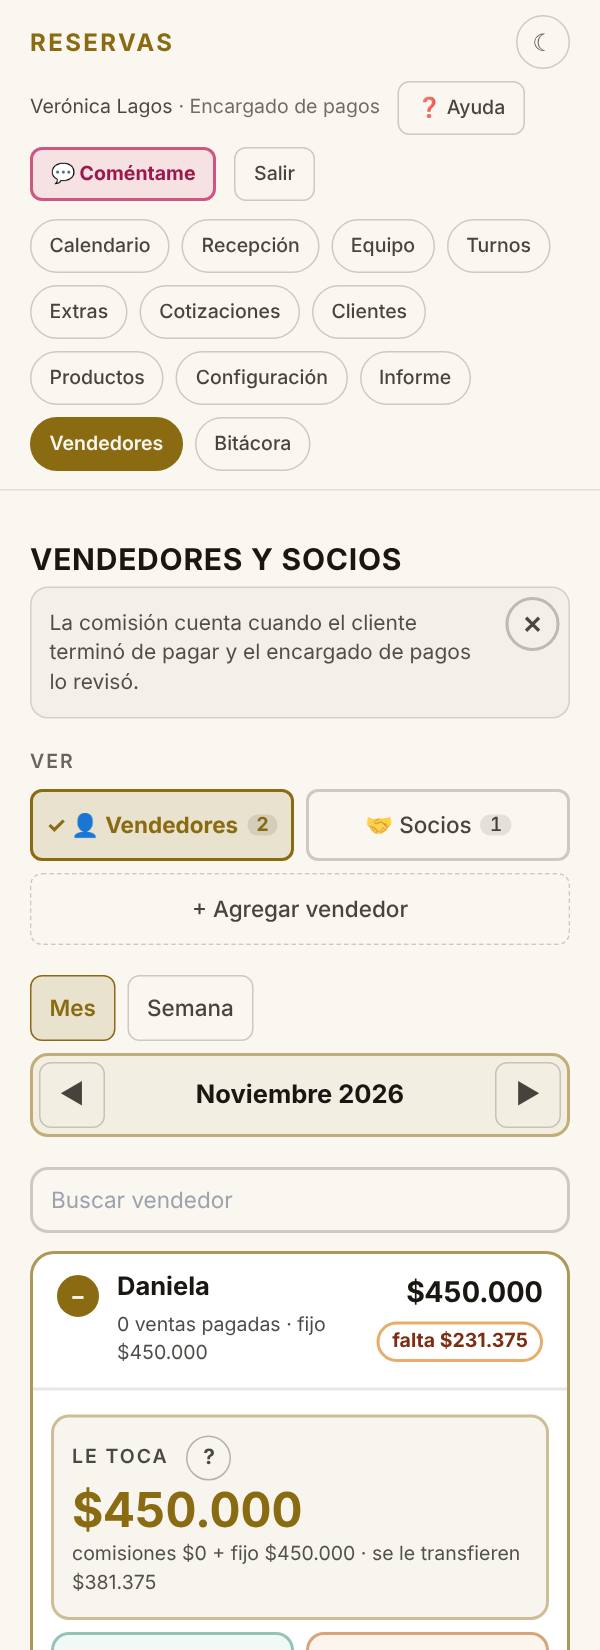 RESERVAS
☾
Verónica Lagos · Encargado de pagos
❓ Ayuda
💬 Coméntame
Salir
Calendario
Recepción
Equipo
Turnos
Extras
Cotizaciones
Clientes
Productos
Configuración
Informe
Vendedores
Bitácora
VENDEDORES Y SOCIOS
La comisión cuenta cuando el cliente
terminó de pagar y el encargado de pagos
lo revisó.
✕
VER
✓ 👤 Vendedores 2
🤝 Socios 1
+ Agregar vendedor
Mes
Semana
◀
Noviembre 2026
▶
Buscar vendedor
–
Daniela
$450.000
0 ventas pagadas · fijo
$450.000
falta $231.375
LE TOCA
?
$450.000
comisiones $0 + fijo $450.000 · se le transfieren
$381.375